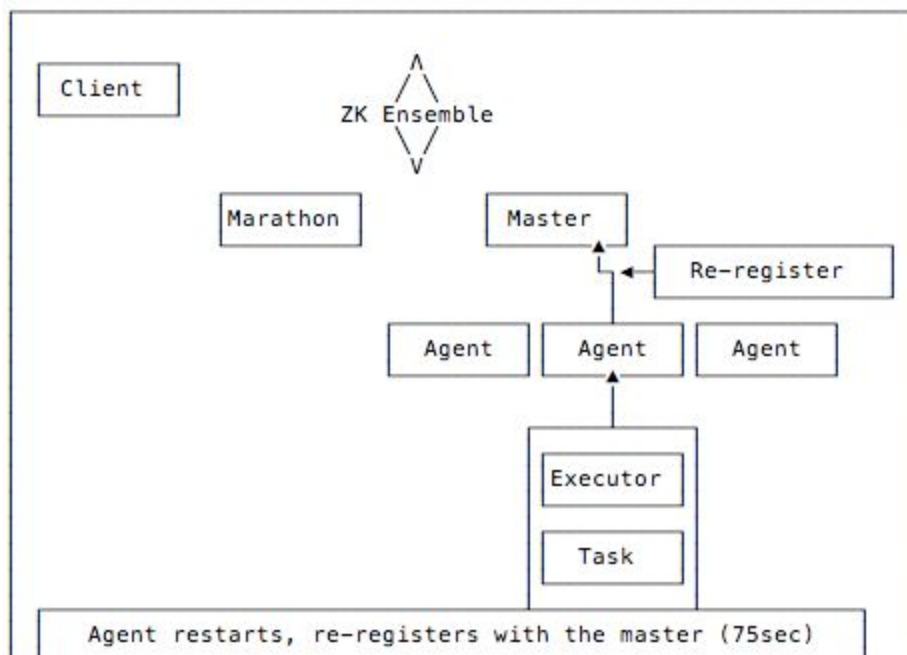 Client
ZK Ensemble
Marathon
Master
Re-register
Agent
Agent
Agent
Executor
Task
Agent restarts, re-registers with the master (75sec)